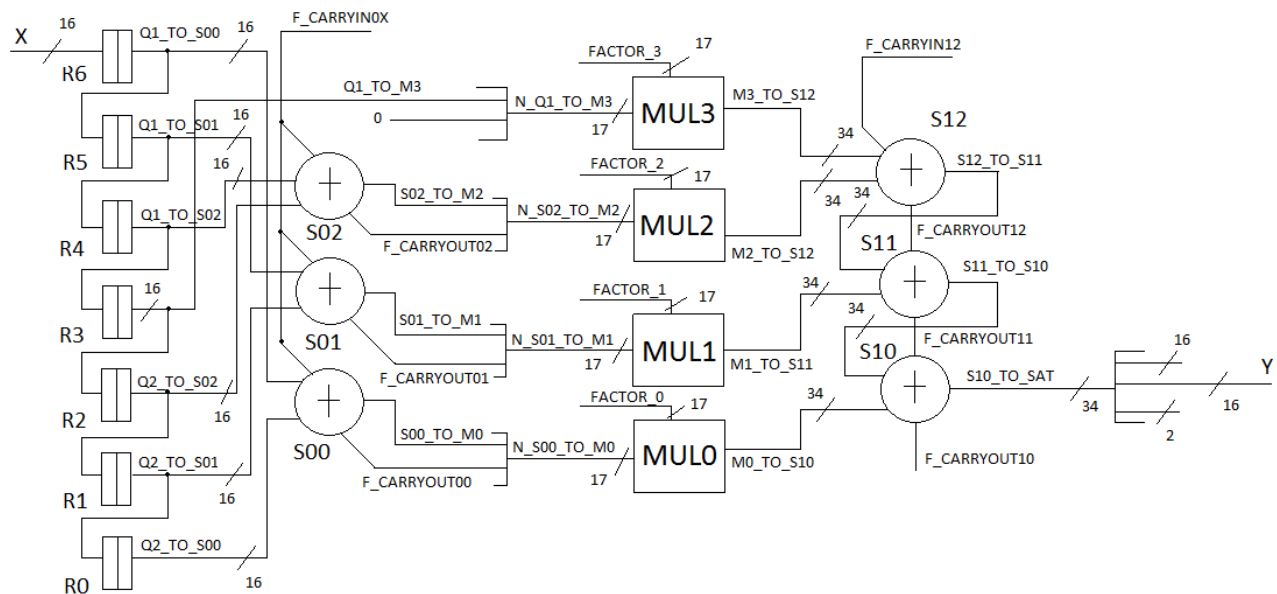 F_CARRYIN0X
X 16 Q1_TO_S00 16
R6
FACTOR_3 17
F_CARRYIN12
Q1_TO_M3
N_Q1_TO_M3
17
MUL3
M3_TO_S12
34
0
R5
Q1_TO_S01 16
S12
S12_TO_S11
R4
Q1_TO_S02 16
S02
+
S02_TO_M2
F_CARRYOUT02
FACTOR_2 17
N_S02_TO_M2
17
MUL2
M2_TO_S12
34
+
34 34
F_CARRYOUT12
R3
16
S11
+
S11_TO_S10
S01
+
S01_TO_M1
F_CARRYOUT01
FACTOR_1 17
N_S01_TO_M1
17
MUL1
M1_TO_S11
34
34
F_CARRYOUT11
R2
Q2_TO_S02
16
S10
+
S10_TO_SAT
34
16
Y
16
2
S00
+
S00_TO_M0
F_CARRYOUT00
FACTOR_0 17
N_S00_TO_M0
17
MUL0
M0_TO_S10
34
F_CARRYOUT10
R1
Q2_TO_S01
16
R0
Q2_TO_S00
16